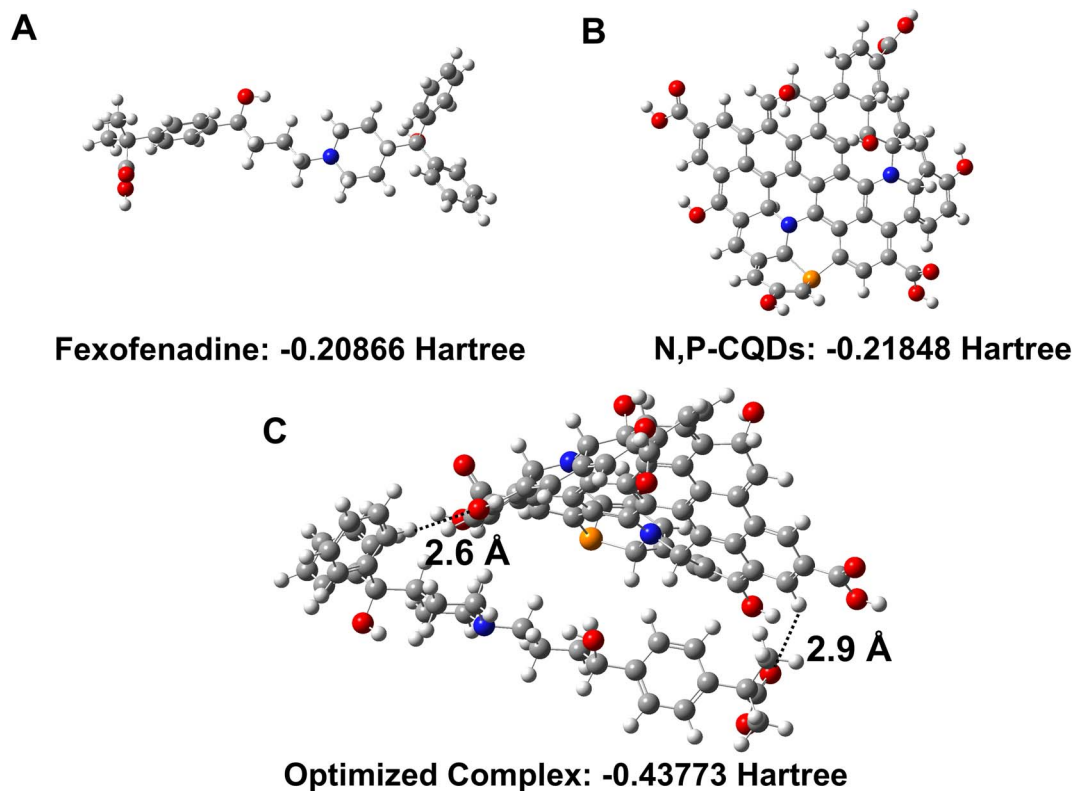 A
B
Fexofenadine: -0.20866 Hartree
N,P-CQDs: -0.21848 Hartree
C
2.6 Å
2.9 Å
Optimized Complex: -0.43773 Hartree